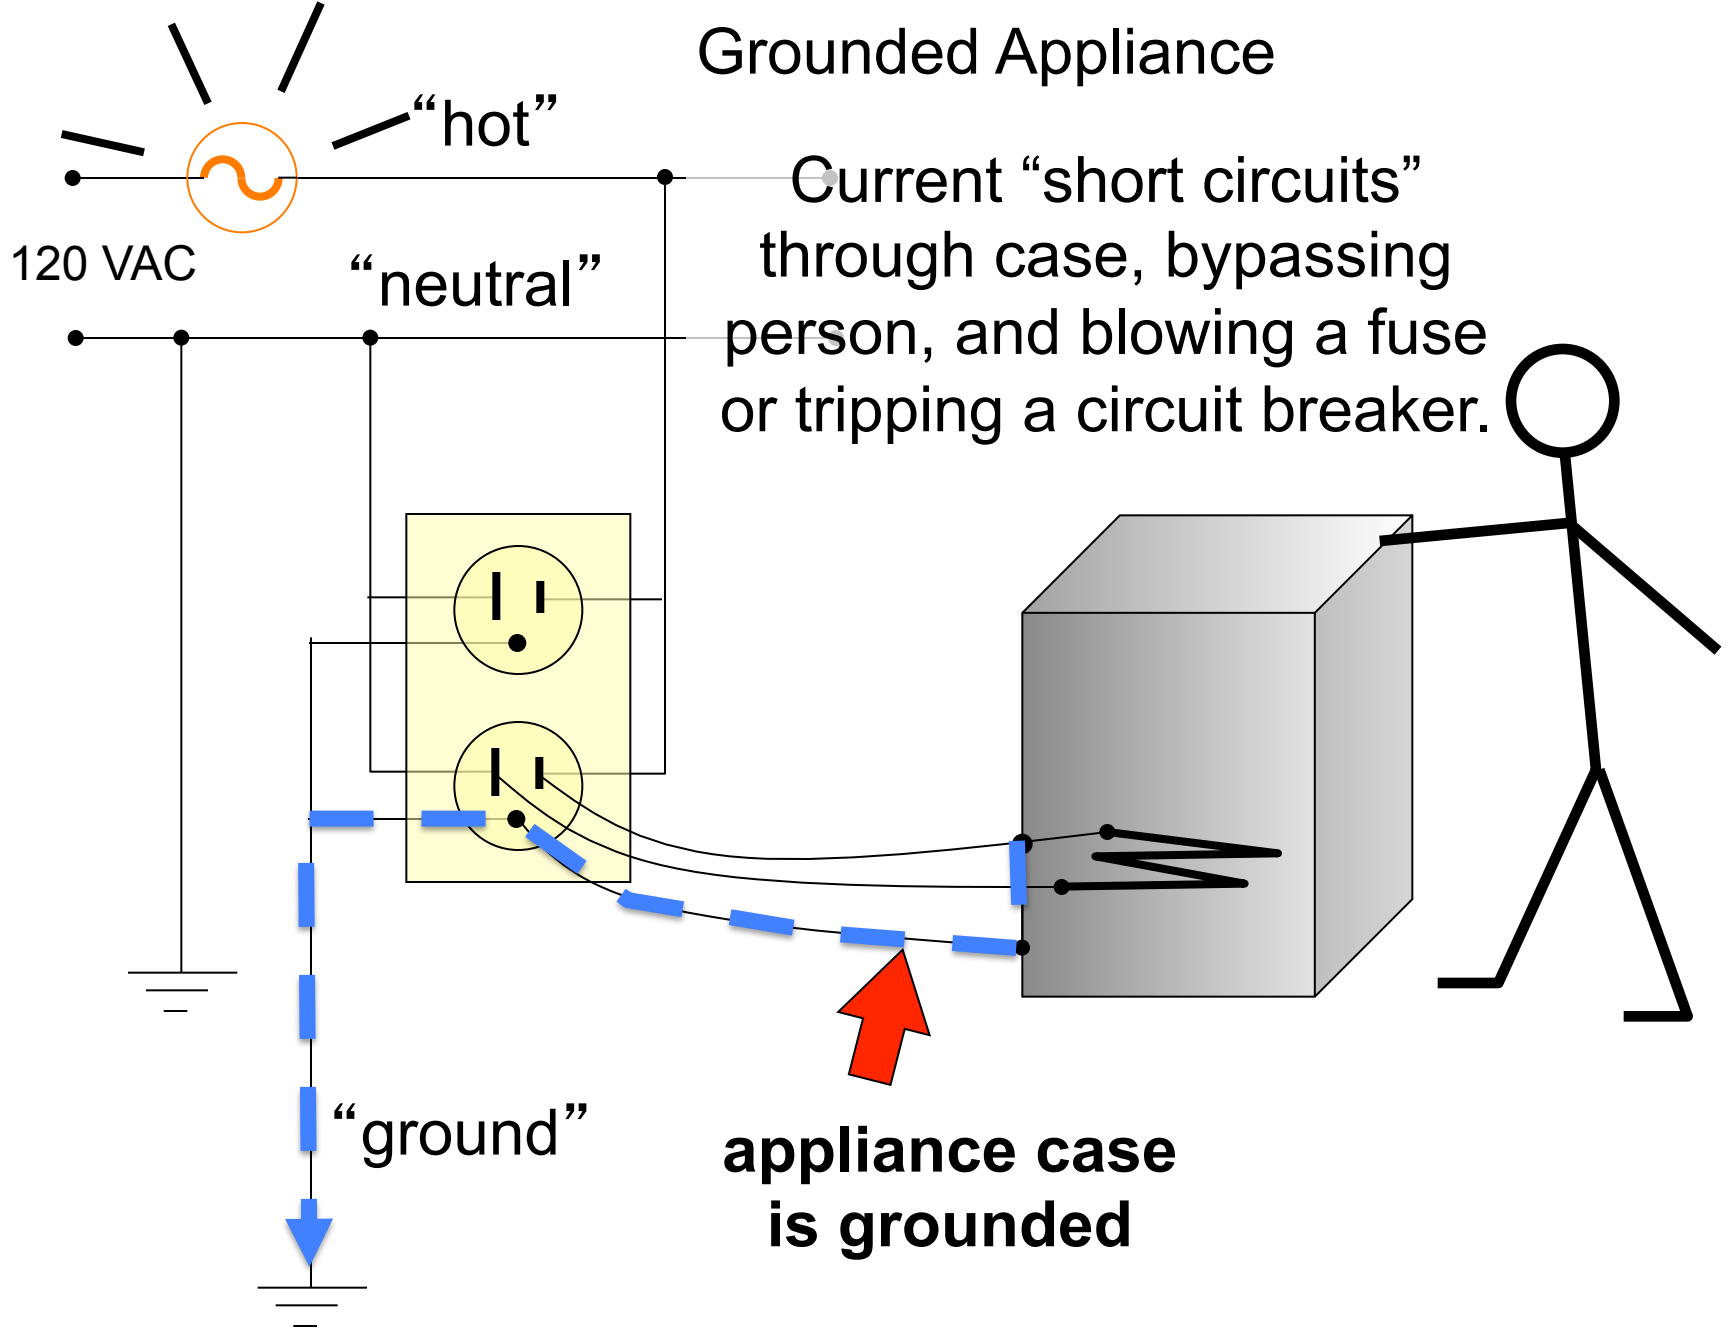 Grounded Appliance
“hot”
Current “short circuits”
through case, bypassing
person, and blowing a fuse
or tripping a circuit breaker.
120 VAC
“neutral”
“ground”
appliance case
is grounded